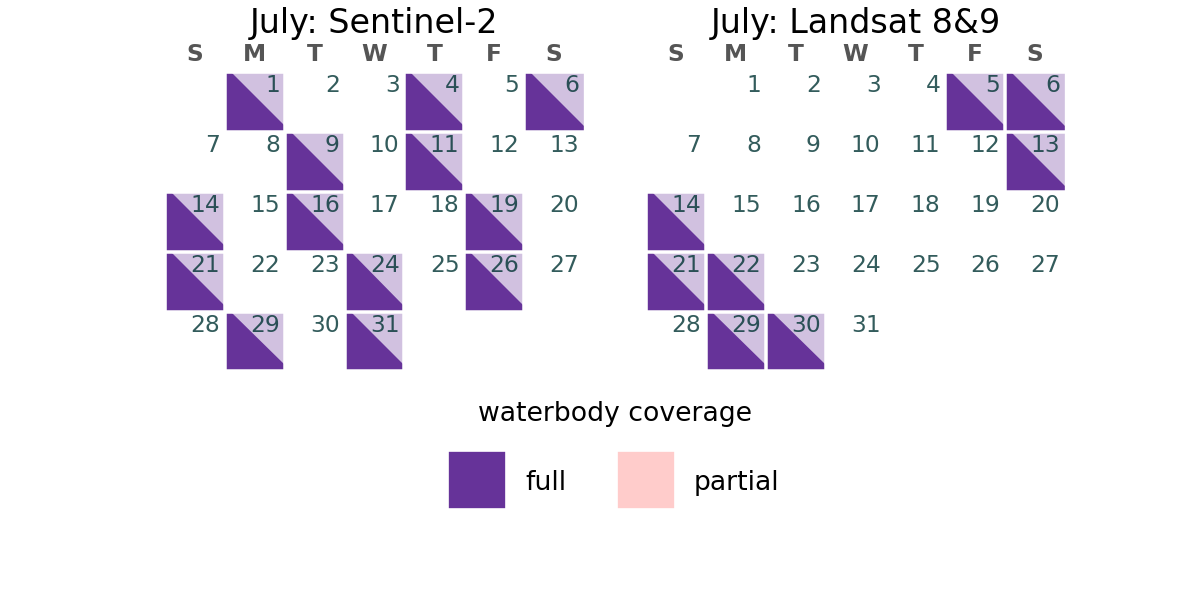 July: Sentinel-2
S M T W T F S
1 2 3 4 5 6
7 8 9 10 11 12 13
14 15 16 17 18 19 20
21 22 23 24 25 26 27
28 29 30 31
July: Landsat 8&9
S M T W T F S
1 2 3 4 5 6
7 8 9 10 11 12 13
14 15 16 17 18 19 20
21 22 23 24 25 26 27
28 29 30 31
waterbody coverage
full partial